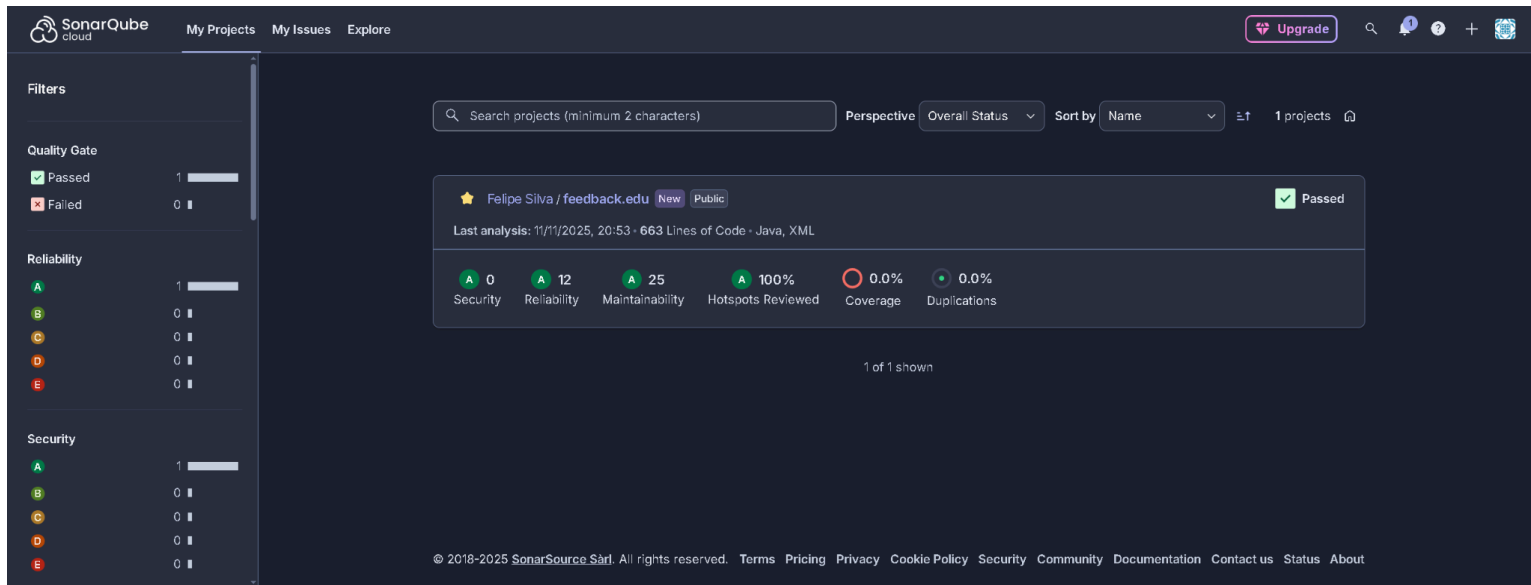 SonarQube cloud My Projects My Issues Explore Upgrade 1
Filters
Quality Gate
Passed 1
Failed 0
Reliability
A 1
B 0
C 0
D 0
E 0
Security
A 1
B 0
C 0
D 0
E 0
Search projects (minimum 2 characters) Perspective Overall Status Sort by Name 1 projects
Felipe Silva / feedback.edu New Public Passed
Last analysis: 11/11/2025, 20:53 • 663 Lines of Code • Java, XML
A 0 A 12 A 25 A 100% 0.0% 0.0%
Security Reliability Maintainability Hotspots Reviewed Coverage Duplications
1 of 1 shown
© 2018-2025 SonarSource Sàrl. All rights reserved. Terms Pricing Privacy Cookie Policy Security Community Documentation Contact us Status About